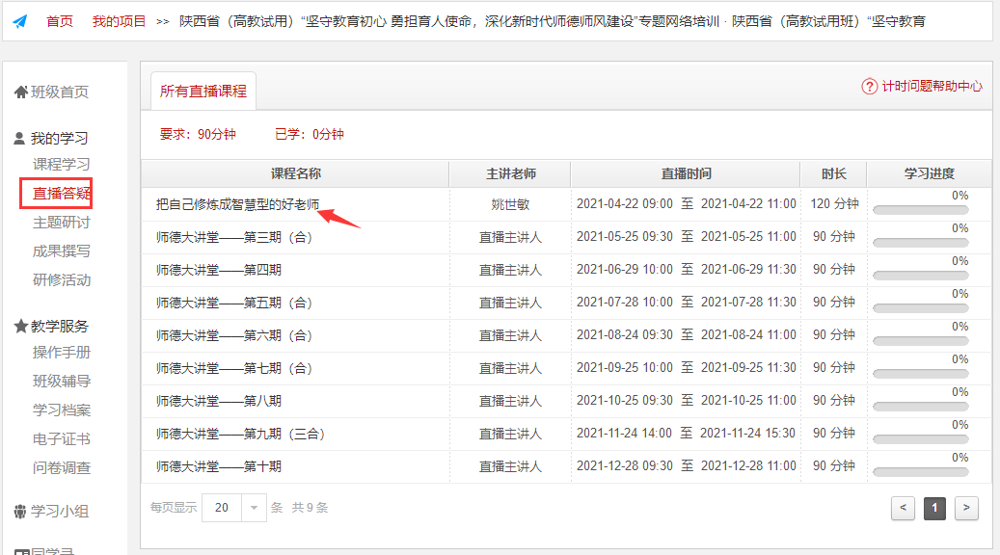 首页 我的项目 >> 陕西省（高教试用）“坚守教育初心 勇担育人使命，深化新时代师德师风建设”专题网络培训 · 陕西省（高教试用班）“坚守教育
班级首页
我的学习
课程学习
直播答疑
主题研讨
成果撰写
研修活动
教学服务
操作手册
班级辅导
学习档案
电子证书
问卷调查
学习小组
同学录
所有直播课程
? 计时问题帮助中心
要求：90分钟 已学：0分钟
课程名称 主讲老师 直播时间 时长 学习进度
把自己修炼成智慧型的好老师 姚世敏 2021-04-22 09:00 至 2021-04-22 11:00 120 分钟 0%
师德大讲堂——第三期（合） 直播主讲人 2021-05-25 09:30 至 2021-05-25 11:00 90 分钟 0%
师德大讲堂——第四期 直播主讲人 2021-06-29 10:00 至 2021-06-29 11:30 90 分钟 0%
师德大讲堂——第五期（合） 直播主讲人 2021-07-28 10:00 至 2021-07-28 11:30 90 分钟 0%
师德大讲堂——第六期（合） 直播主讲人 2021-08-24 09:30 至 2021-08-24 11:00 90 分钟 0%
师德大讲堂——第七期（合） 直播主讲人 2021-09-25 10:00 至 2021-09-25 11:30 90 分钟 0%
师德大讲堂——第八期 直播主讲人 2021-10-25 09:30 至 2021-10-25 11:00 90 分钟 0%
师德大讲堂——第九期（三合） 直播主讲人 2021-11-24 14:00 至 2021-11-24 15:30 90 分钟 0%
师德大讲堂——第十期 直播主讲人 2021-12-28 09:30 至 2021-12-28 11:00 90 分钟 0%
每页显示 20 条 共 9 条
< 1 >